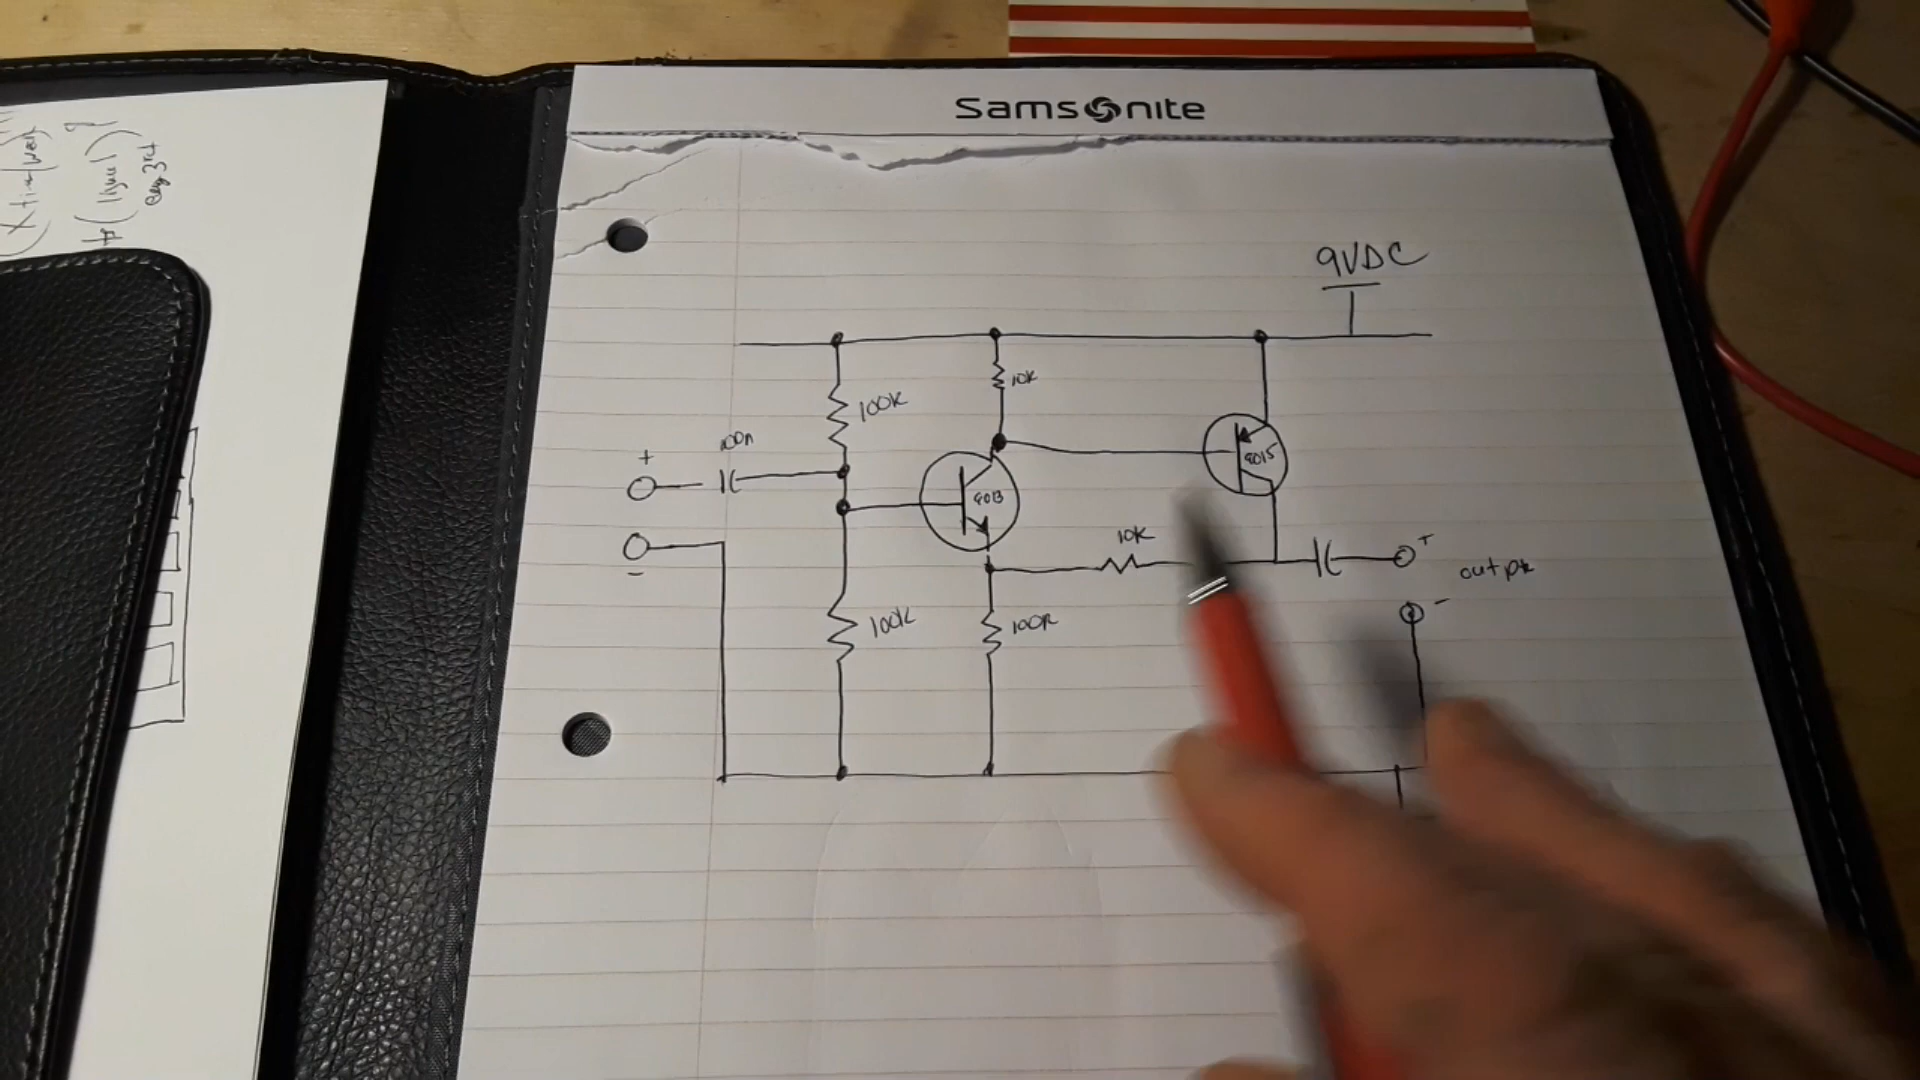 Samsonite
9VDC
10K
100K
100n
+
9013
9015
-
10K
+
output
-
100K
100R